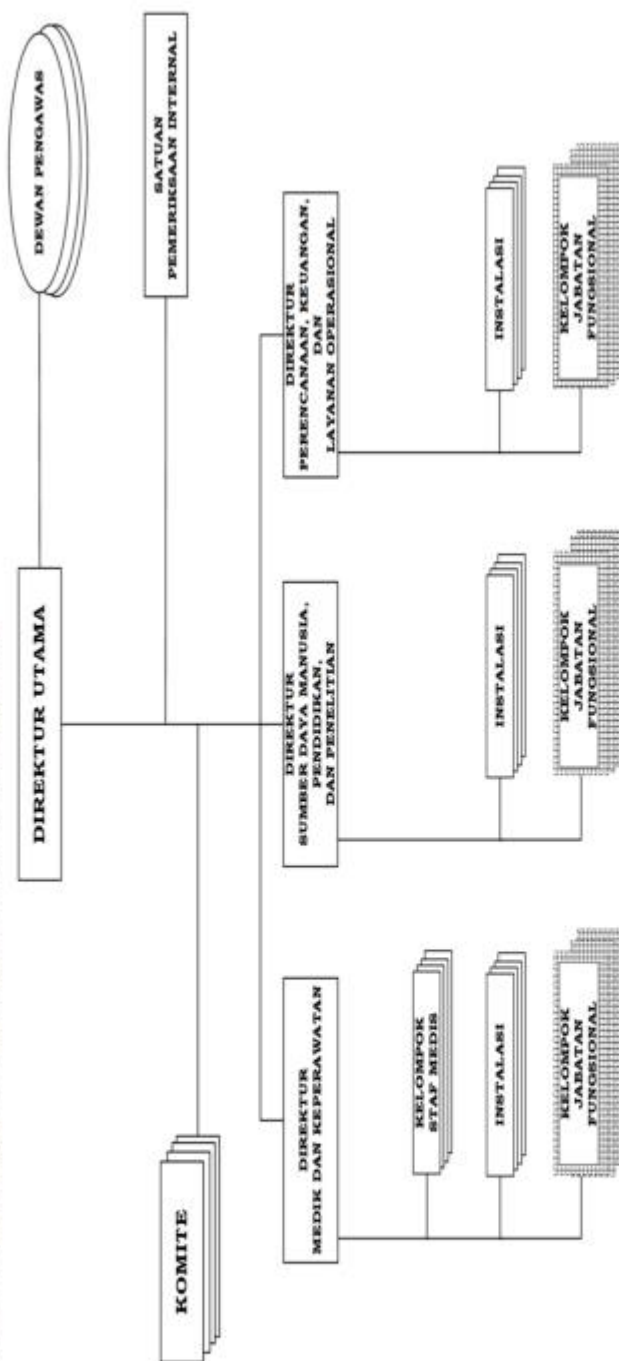 DEWAN PENGAWAS
DIREKTUR UTAMA
SATUAN
PEMERIKSAAN INTERNAL
KOMITE
DIREKTUR
MEDIK DAN KEPERAWATAN
DIREKTUR
SUMBER DAYA MANUSIA,
PENDIDIKAN,
DAN PENELITIAN
DIREKTUR
PERENCANAAN, KEUANGAN,
DAN
LAYANAN OPERASIONAL
KELOMPOK
STAF MEDIS
INSTALASI
INSTALASI
INSTALASI
KELOMPOK
JABATAN
FUNGSIONAL
KELOMPOK
JABATAN
FUNGSIONAL
KELOMPOK
JABATAN
FUNGSIONAL